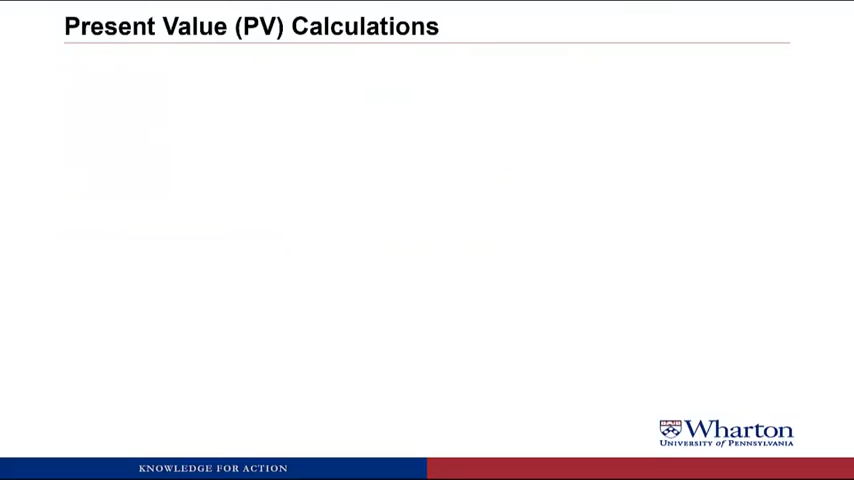 Present Value (PV) Calculations
Wharton
UNIVERSITY of PENNSYLVANIA
KNOWLEDGE FOR ACTION